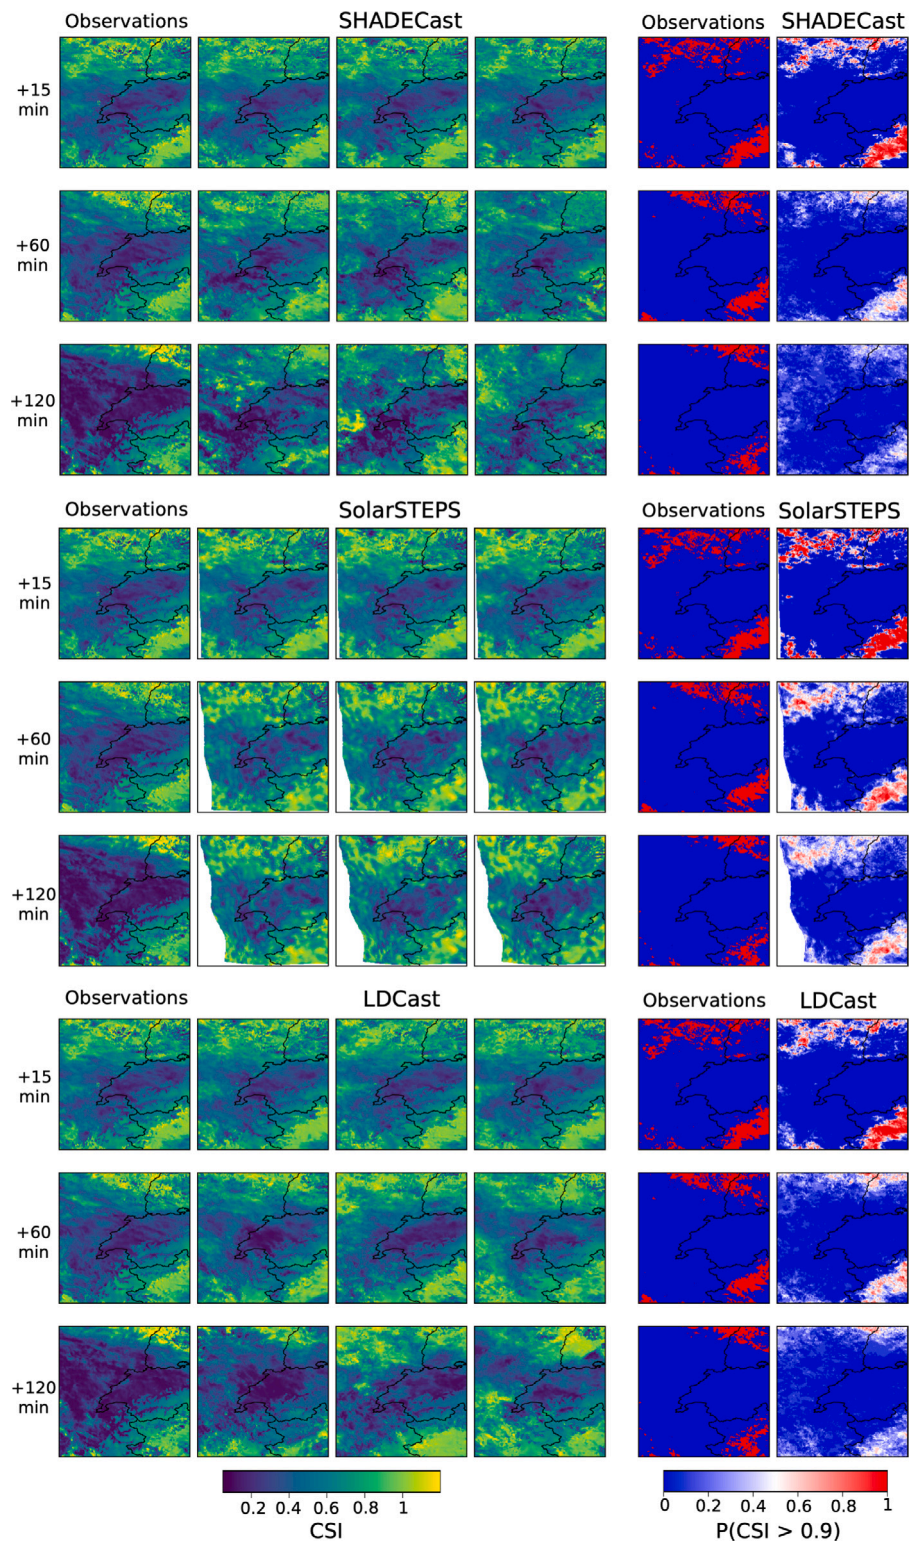 Observations SHADECast Observations SHADECast
+15
min
+60
min
+120
min
Observations SolarSTEPS Observations SolarSTEPS
+15
min
+60
min
+120
min
Observations LDCast Observations LDCast
+15
min
+60
min
+120
min
0.2 0.4 0.6 0.8 1
CSI
0 0.2 0.4 0.6 0.8 1
P(CSI > 0.9)